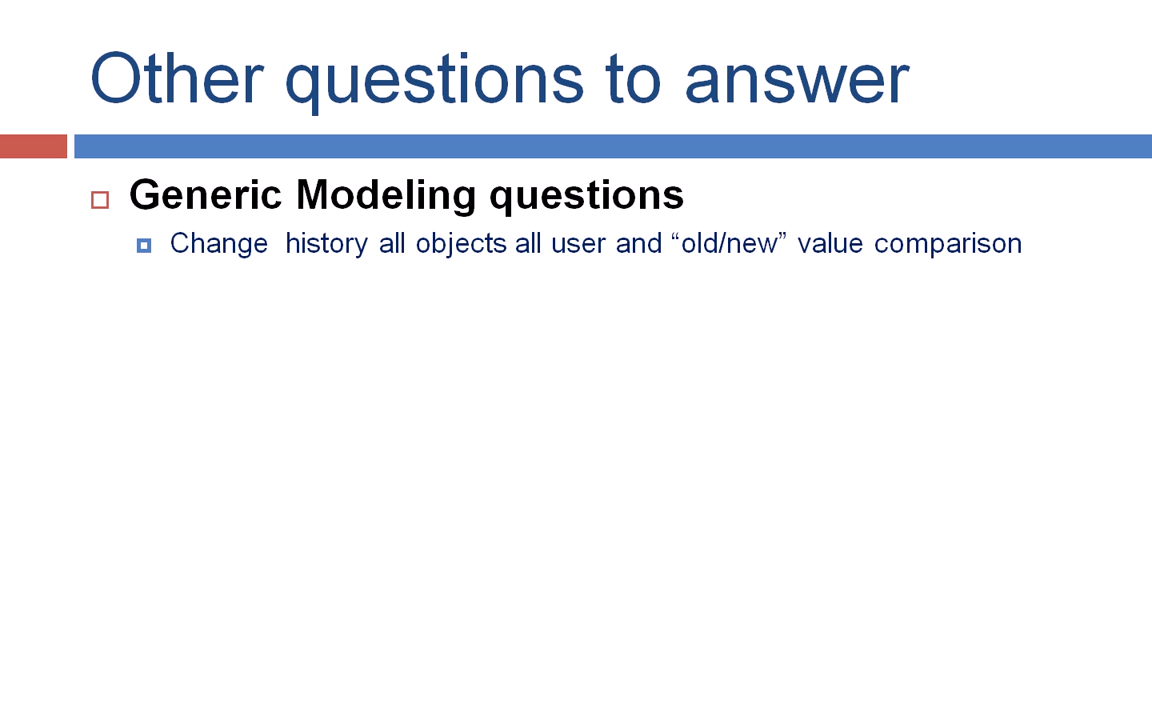 Other questions to answer
Generic Modeling questions
Change  history all objects all user and “old/new” value comparison